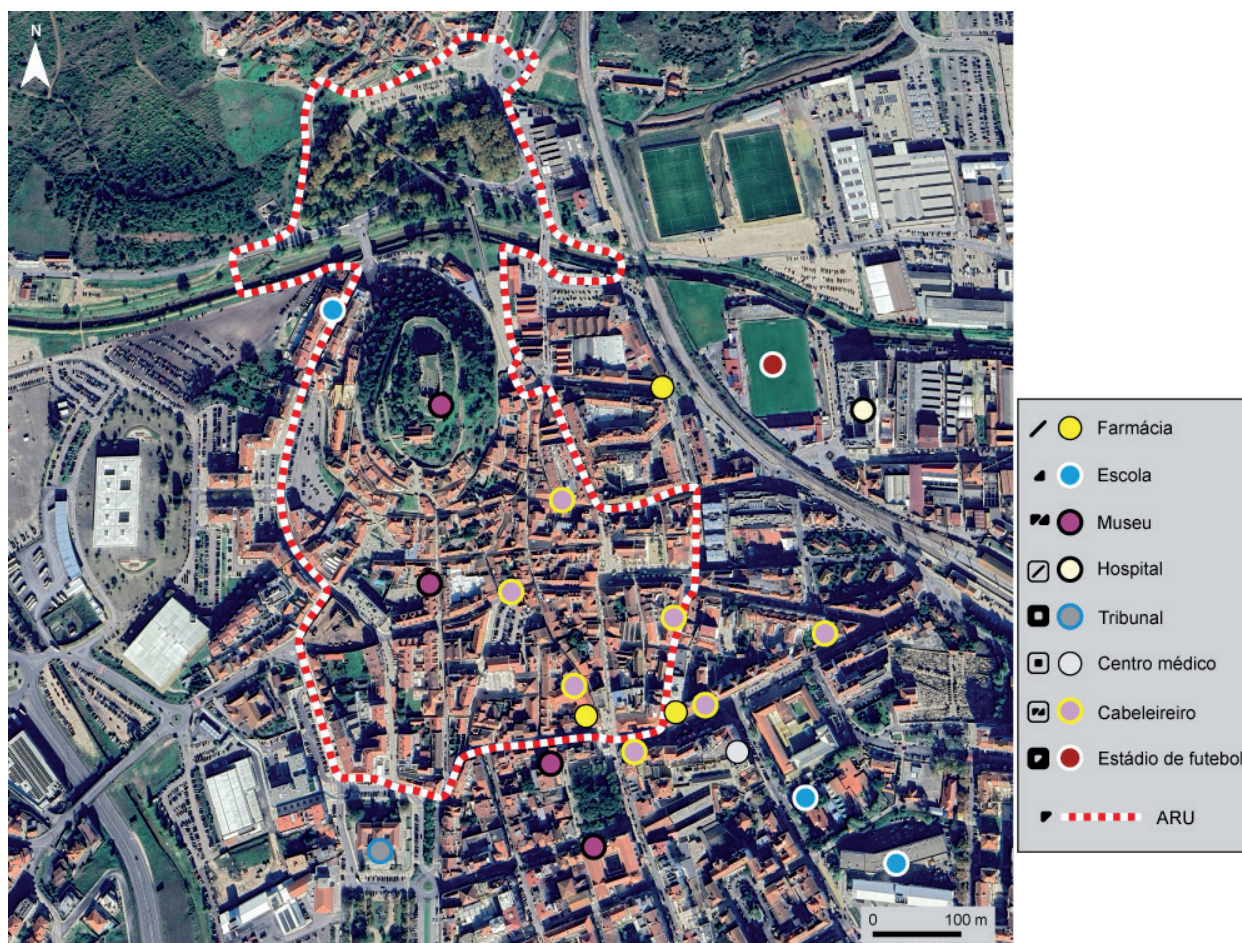 N
Farmácia
Escola
Museu
Hospital
Tribunal
Centro médico
Cabeleireiro
Estádio de futebol
ARU
0 100 m